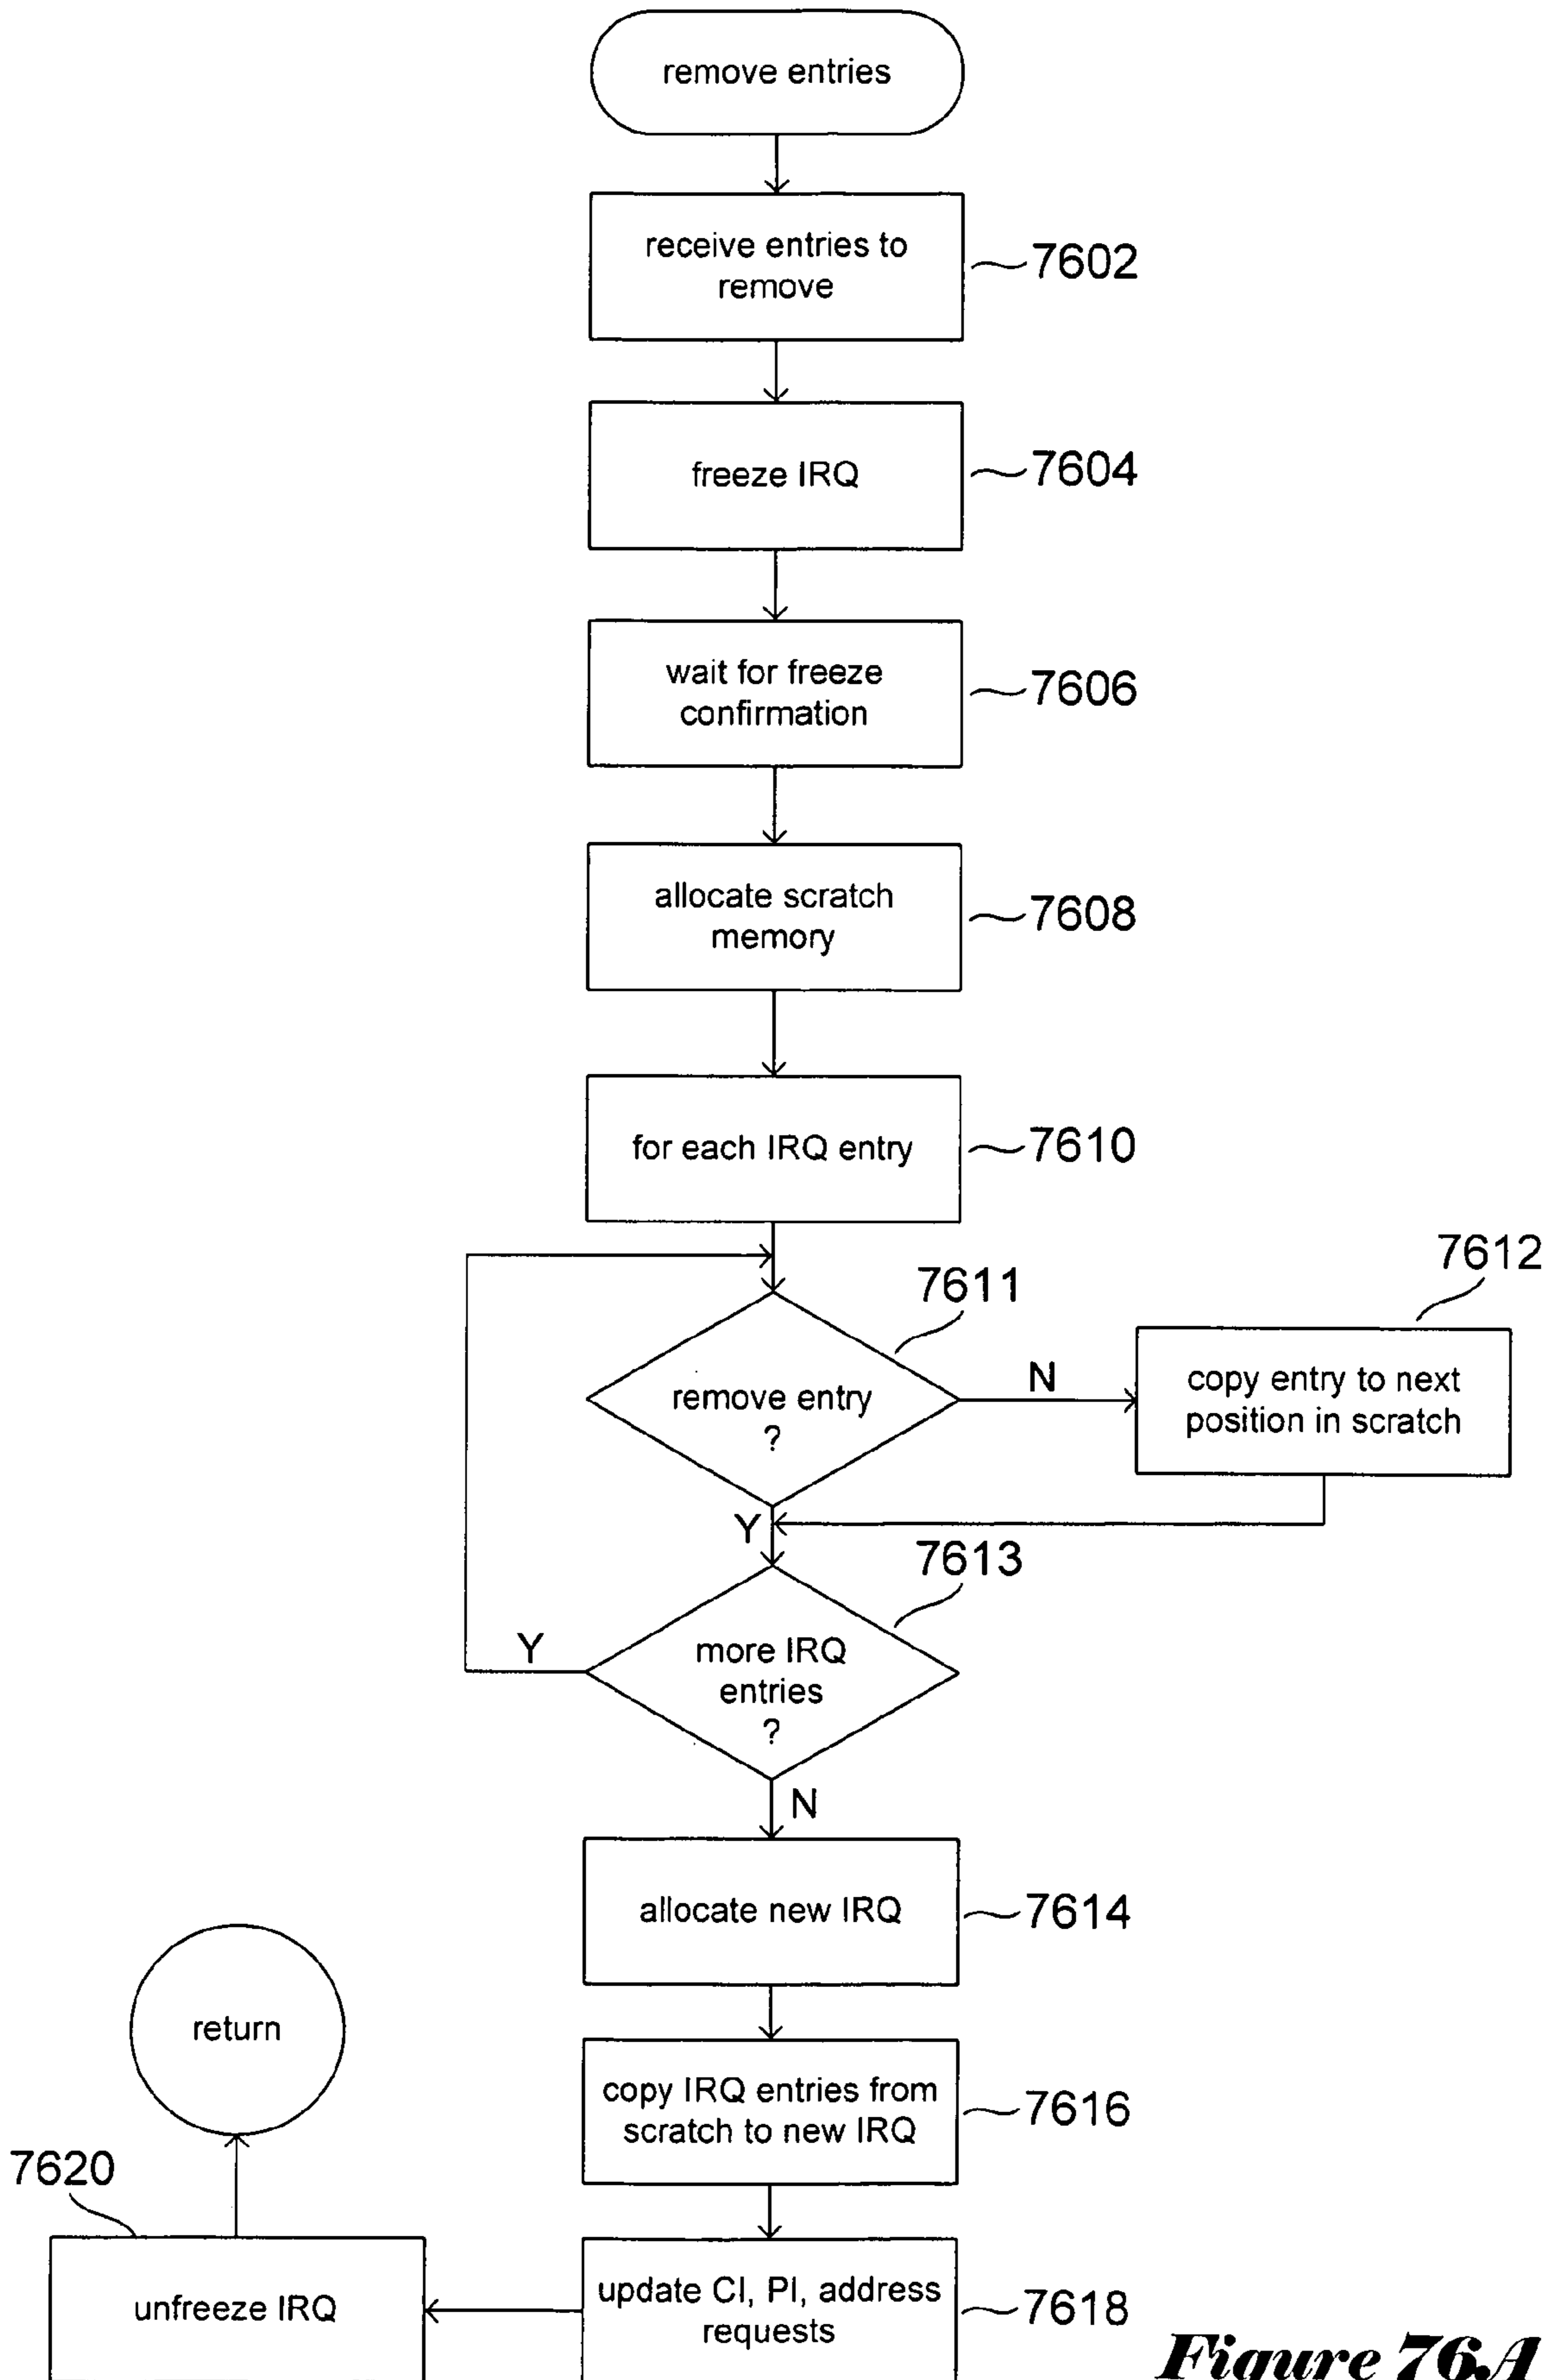 remove entries
receive entries to
remove
7602
freeze IRQ
7604
wait for freeze
confirmation
7606
allocate scratch
memory
7608
for each IRQ entry
7610
7611
remove entry
?
N
7612
copy entry to next
position in scratch
Y
7613
more IRQ
entries
?
Y
N
allocate new IRQ
7614
copy IRQ entries from
scratch to new IRQ
7616
update CI, PI, address
requests
7618
7620
unfreeze IRQ
return
Figure 76A